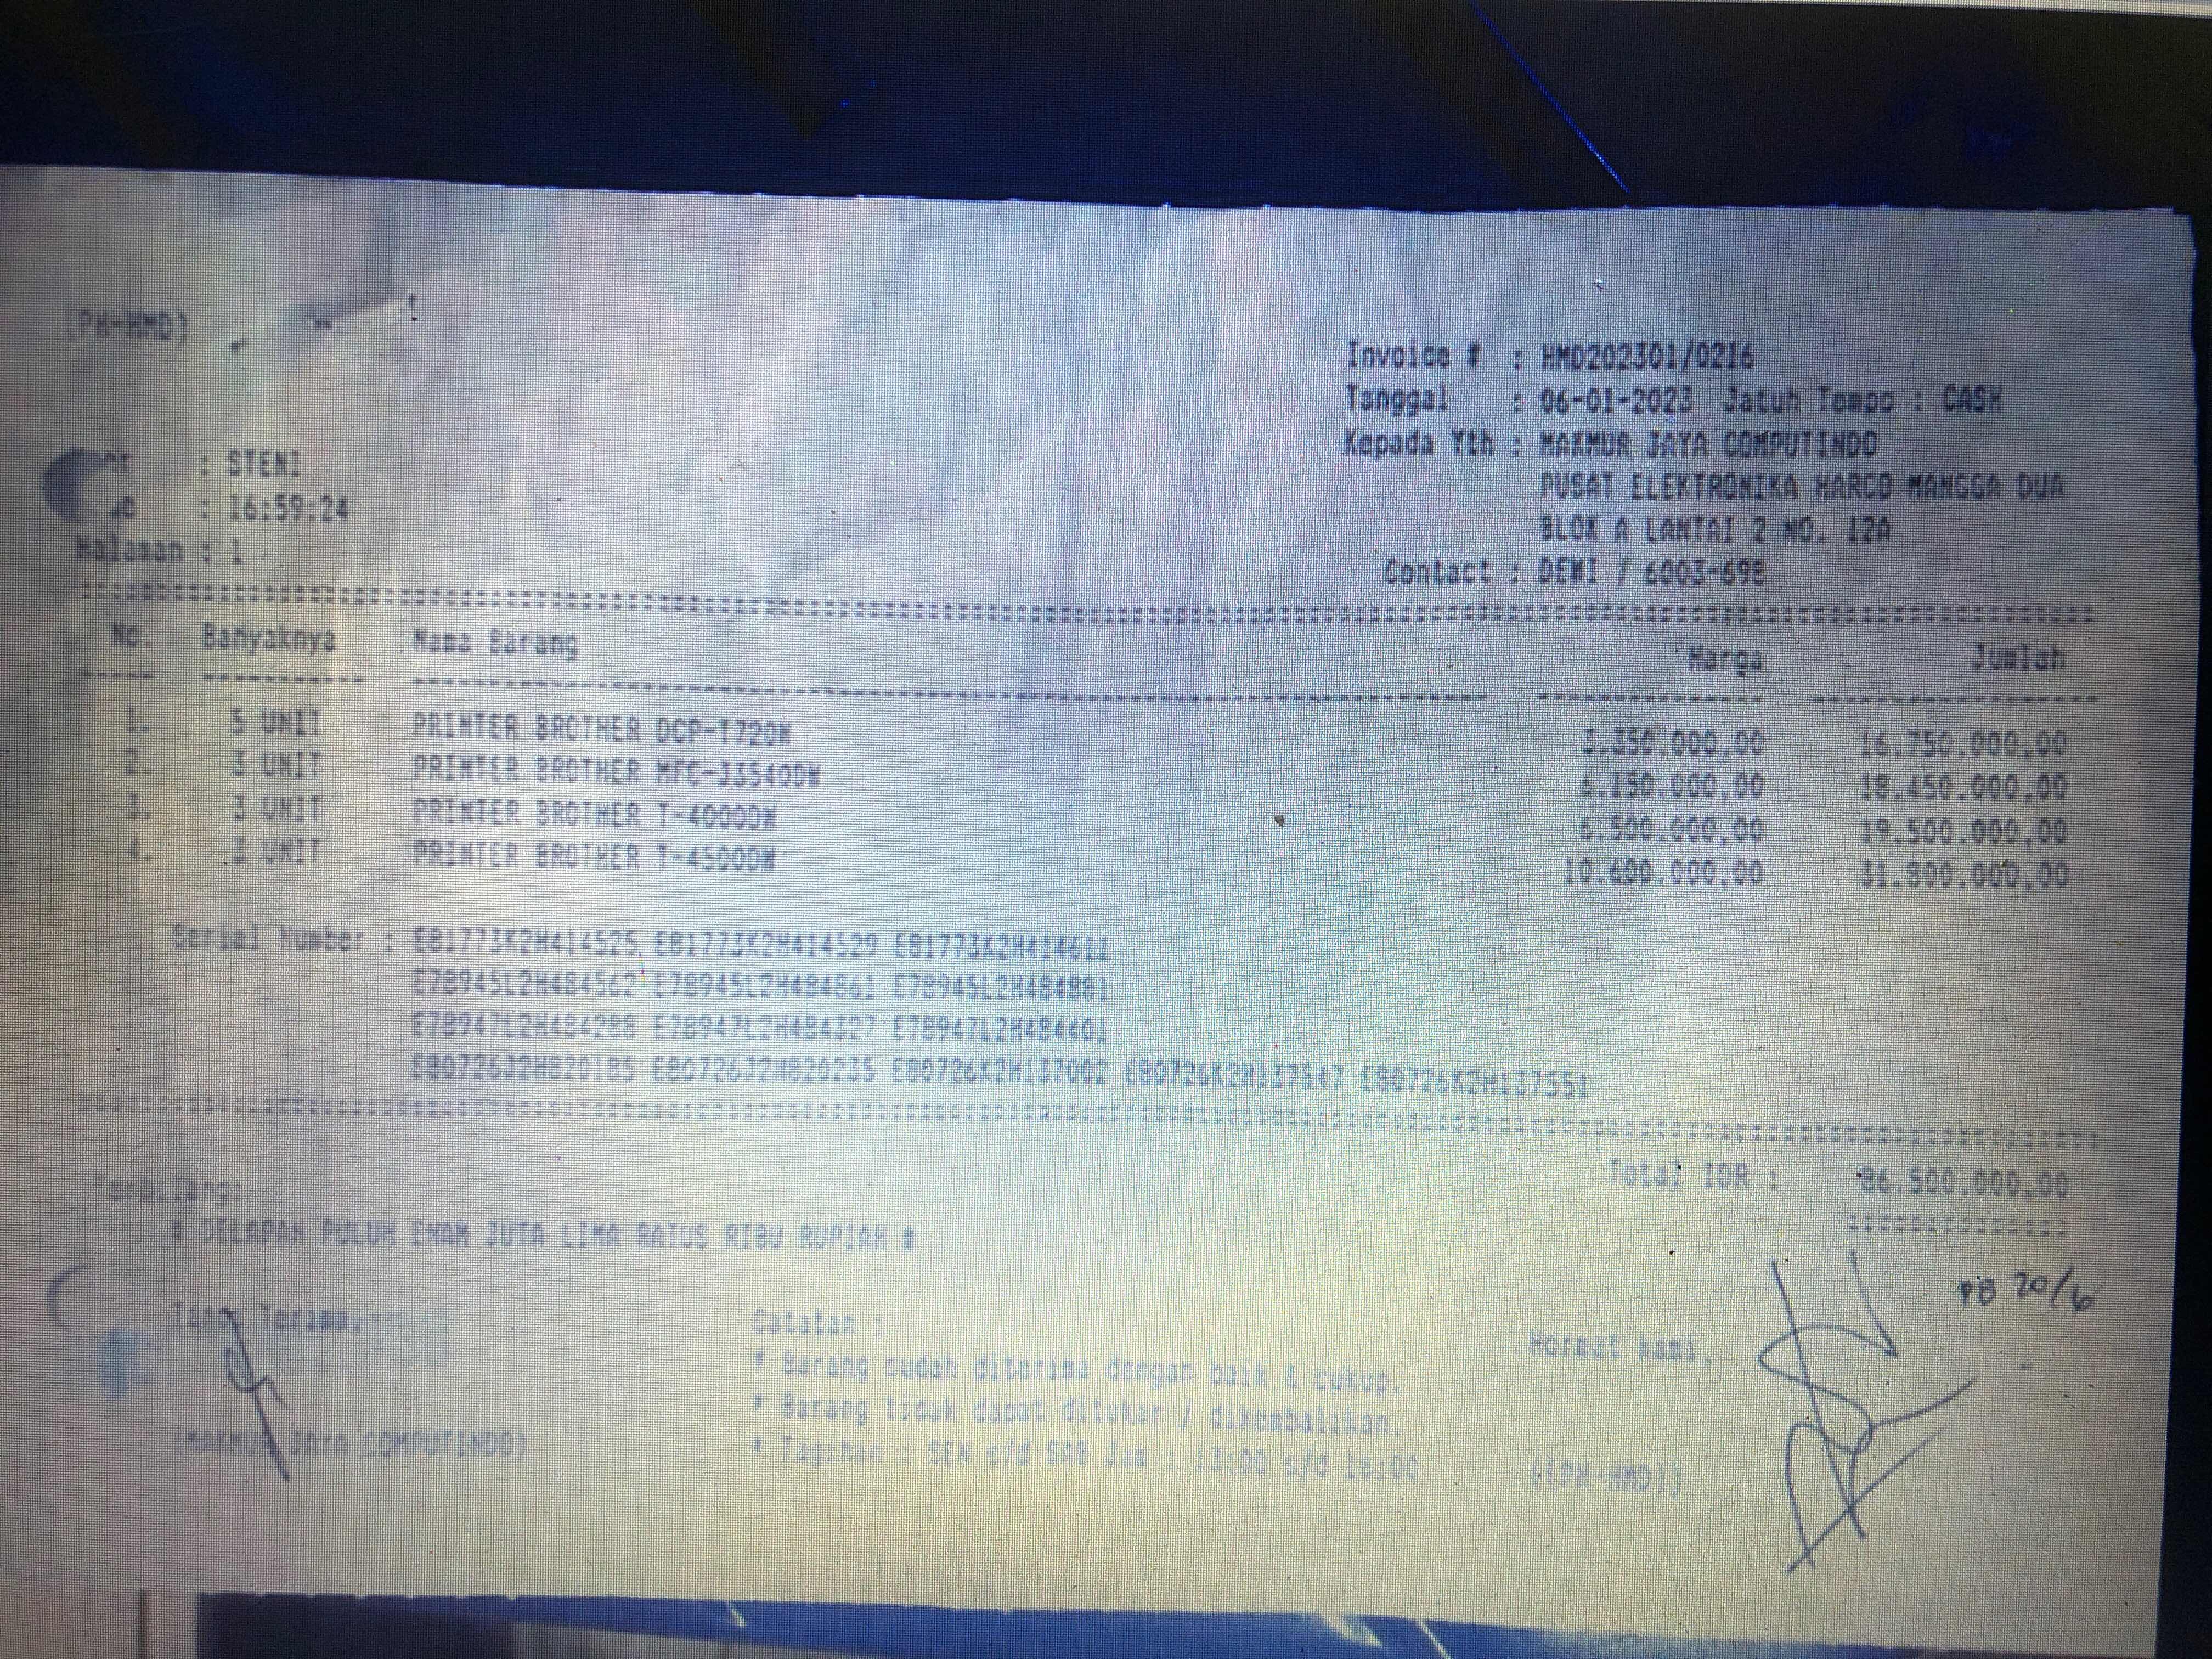 (PH-HMD)
Invoice # : HMD202301/0216
Tanggal : 06-01-2023 Jatuh Tempo : CASH
Kepada Yth : MAKMUR JAYA COMPUTINDO
PUSAT ELEKTRONIKA HARCO MANGGA DUA
BLOK A LANTAI 2 NO. 12A
Contact : DEWI / 6003-698
: STENI
: 16:59:24
Halaman : 1
No. Banyaknya Nama Barang Harga Jumlah
1. 5 UNIT PRINTER BROTHER DCP-T720W 3.350.000,00 16.750.000,00
2. 3 UNIT PRINTER BROTHER MFC-J3540DW 6.150.000,00 18.450.000,00
3. 3 UNIT PRINTER BROTHER T-4000DW 6.500.000,00 19.500.000,00
4. 3 UNIT PRINTER BROTHER T-4500DW 10.600.000,00 31.800.000,00
Serial Number : E81773K2H414525, E81773K2H414529 E81773K2H414611
E78945L2H484562 E78945L2H484861 E78945L2H484881
E78947L2H484288 E78947L2H484327 E78947L2H484401
E80726J2H820185 E80726J2H820235 E80726K2H137002 E80726K2H137547 E80726K2H137551
Total IDR : 86.500.000,00
Terbilang:
# DELAPAN PULUH ENAM JUTA LIMA RATUS RIBU RUPIAH #
PB 20/6
Tanda Terima, Catatan : Hormat kami,
* Barang sudah diterima dengan baik & cukup.
* Barang tidak dapat ditukar / dikembalikan.
* Tagihan : SEN s/d SAB Jam : 13:00 s/d 16:00
(MAKMUR JAYA COMPUTINDO) ((PH-HMD))